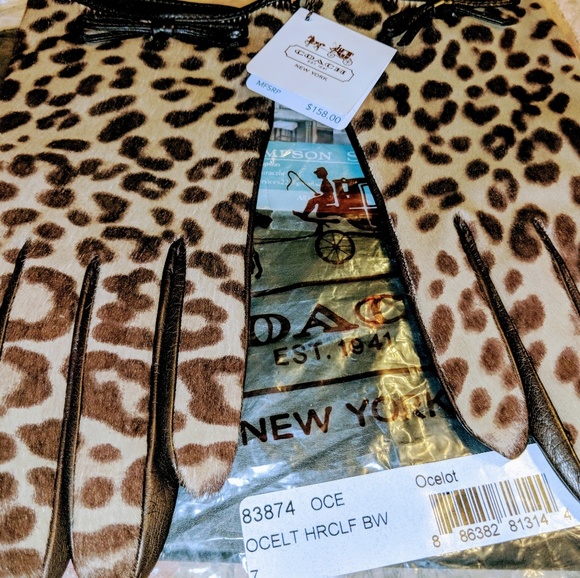 COACH
NEW YORK
MFSRP
$158.00
MPSON S
OACH
EST. 1941
NEW YORK
83874 OCE Ocelot
OCELT HRCLF BW
7
8 86382 81314